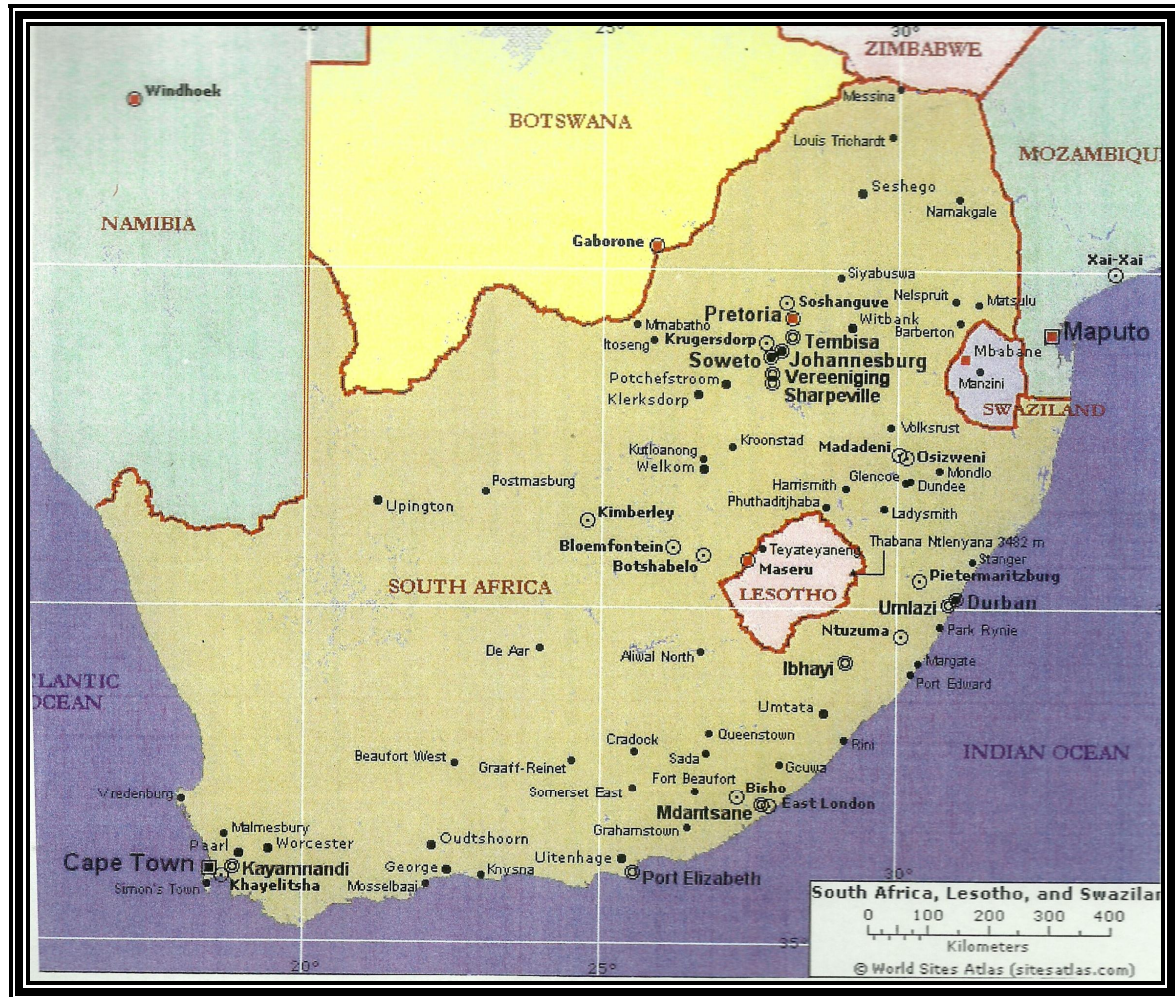 20°
25°
30°
ZIMBABWE
Windhoek
Messina
BOTSWANA
Louis Trichardt
MOZAMBIQU
Seshego
Namakgale
NAMIBIA
Gaborone
Xai-Xai
Siyabuswa
Soshanguve
Nelspruit
Matsulu
Pretoria
Mmabatho
Witbank
Barberton
Maputo
Itoseng
Krugersdorp
Tembisa
Mbabane
Soweto
Johannesburg
Potchefstroom
Vereeniging
Manzini
Klerksdorp
Sharpeville
SWAZILAND
Volksrust
Kroonstad
Madadeni
Osizweni
Kutloanong
Welkom
Mondlo
Glencoe
Dundee
Postmasburg
Harrismith
Upington
Phuthaditjhaba
Ladysmith
Kimberley
Thabana Ntlenyana 3482 m
Bloemfontein
Teyateyaneng
Botshabelo
Maseru
Stanger
Pietermaritzburg
SOUTH AFRICA
LESOTHO
Umlazi
Durban
Ntuzuma
Park Rynie
De Aar
Aliwal North
Ibhayi
Margate
Port Edward
TLANTIC
OCEAN
Umtata
Queenstown
Cradock
Rini
INDIAN OCEAN
Beaufort West
Graaff-Reinet
Sada
Gcuwa
Fort Beaufort
Somerset East
Bisho
Vredenburg
Mdantsane
East London
Malmesbury
Grahamstown
Paarl
Worcester
Oudtshoorn
Cape Town
Kayamnandi
George
Knysna
Uitenhage
Port Elizabeth
Simon's Town
Khayelitsha
Mosselbaai
30°
South Africa, Lesotho, and Swazilan
0 100 200 300 400
Kilometers
© World Sites Atlas (sitesatlas.com)
20°
25°
35